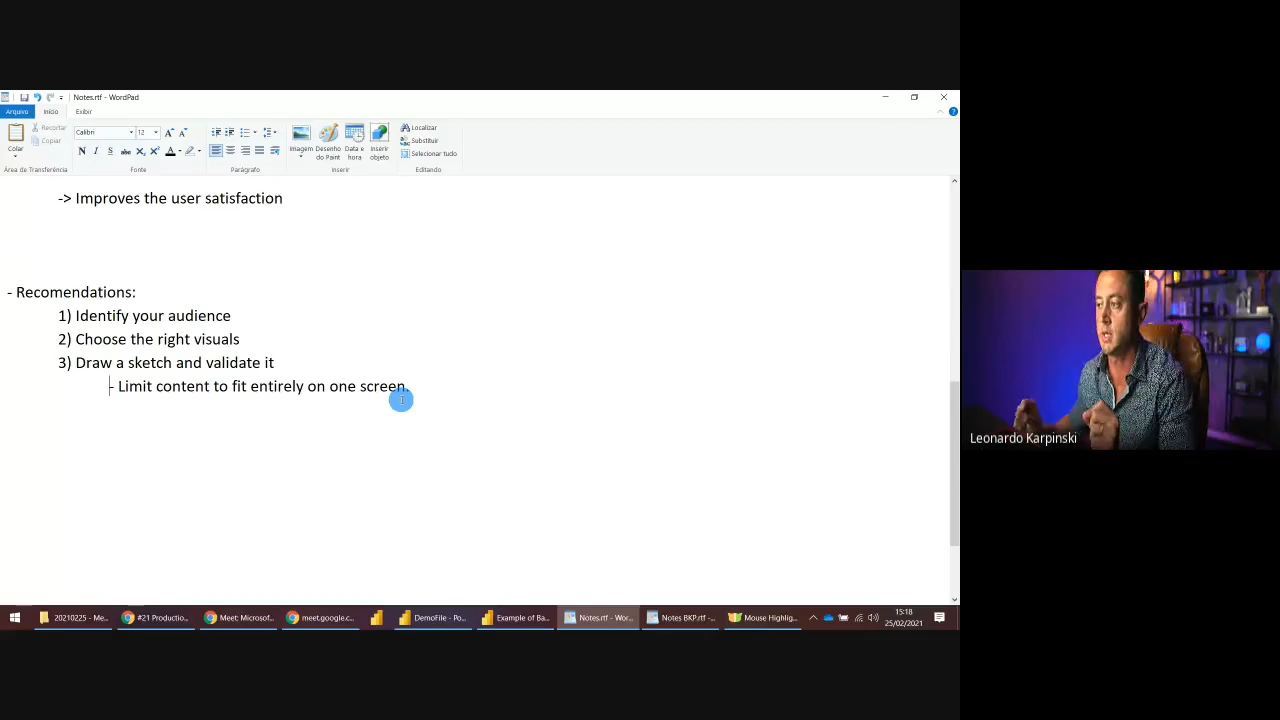 Notes.rtf - WordPad
Arquivo Início Exibir
Colar
Recortar
Copiar
Área de Transferência
Calibri 12
N I S abc X₂ X² A
Fonte
Parágrafo
Imagem
Desenho do Paint
Data e hora
Inserir objeto
Inserir
Localizar
Substituir
Selecionar tudo
Editando
-> Improves the user satisfaction
- Recomendations:
1) Identify your audience
2) Choose the right visuals
3) Draw a sketch and validate it
- Limit content to fit entirely on one screen.
Leonardo Karpinski
20210225 - Me... #21 Productio... Meet: Microsof... meet.google.c... DemoFile - Po... Example of Ba... Notes.rtf - Wor... Notes BKP.rtf -... Mouse Highlig... 15:18
25/02/2021